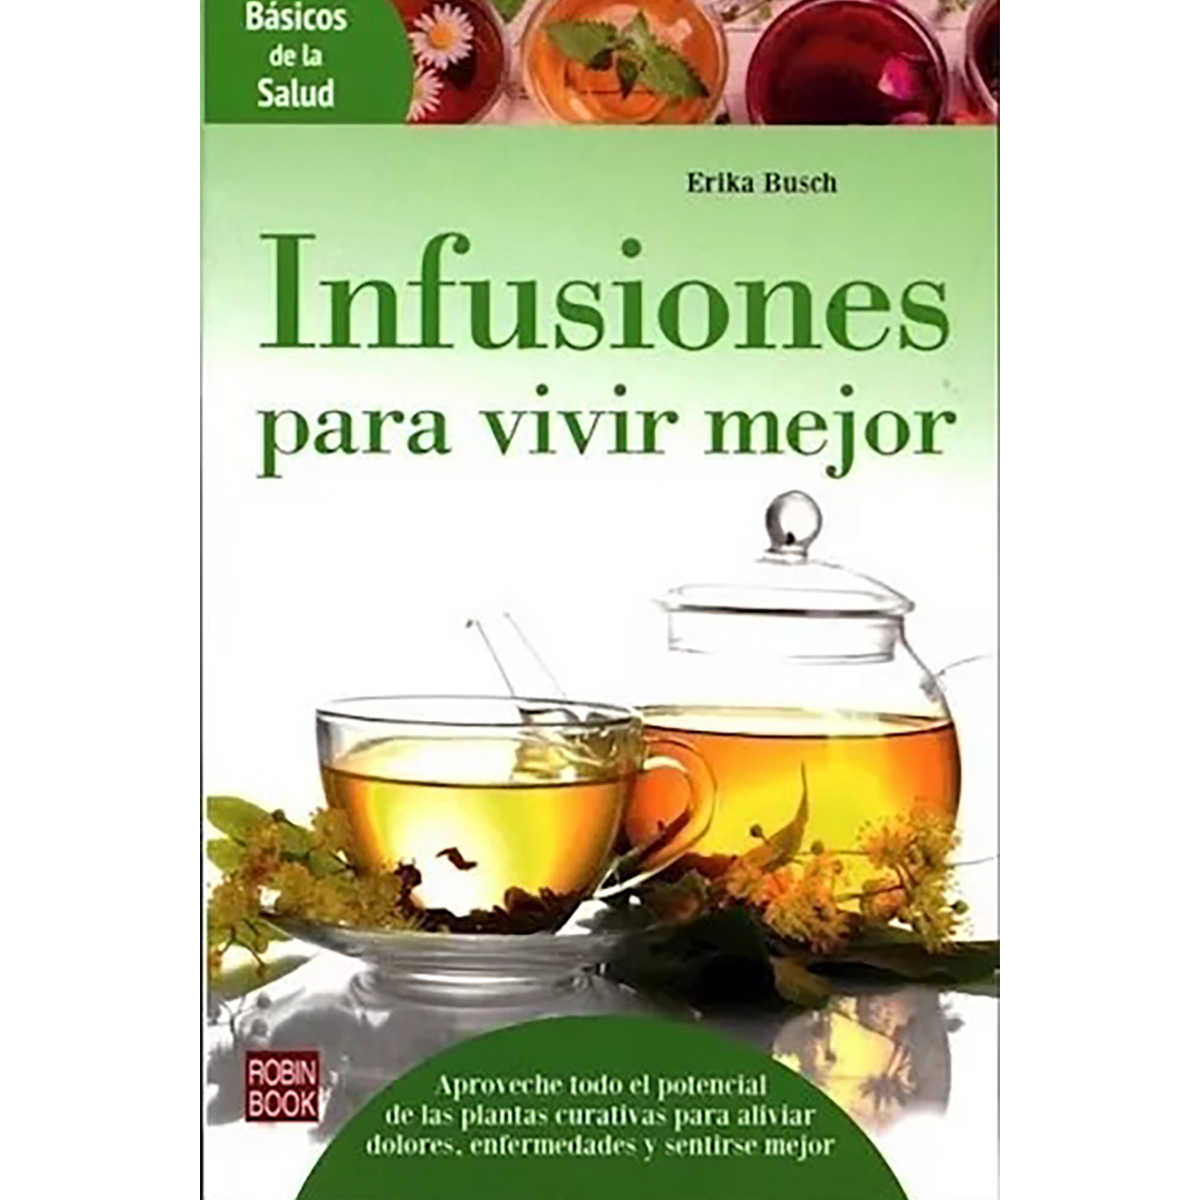 Básicos
de la
Salud
Erika Busch
Infusiones
para vivir mejor
ROBIN
BOOK
Aproveche todo el potencial
de las plantas curativas para aliviar
dolores, enfermedades y sentirse mejor